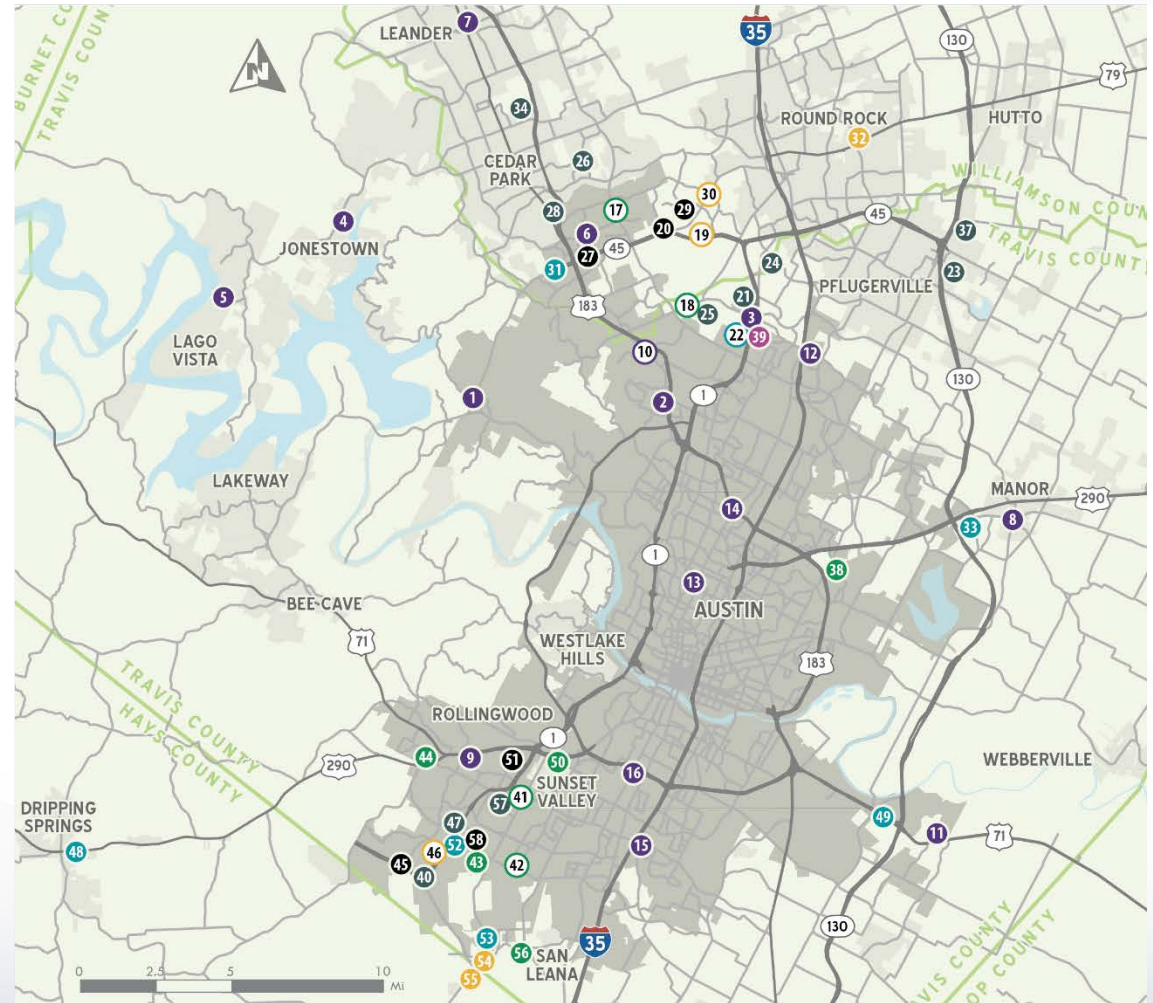 BURNET CO
TRAVIS COUNTY
N
LEANDER
7
35
130
79
34
ROUND ROCK
32
HUTTO
CEDAR
PARK
26
WILLIAMSON COUN
TRAVIS COUNTY
4
JONESTOWN
28
17
30
29
20
19
6
45
27
31
45
37
24
23
5
LAGO
VISTA
183
18
25
21
3
22
39
PFLUGERVILLE
10
12
1
2
1
130
LAKEWAY
14
MANOR
290
33
8
1
38
13
AUSTIN
BEE CAVE
71
WESTLAKE
HILLS
183
TRAVIS COUNTY
HAYS COUNTY
ROLLINGWOOD
1
44
9
51
50
290
SUNSET
VALLEY
16
WEBBERVILLE
57
41
DRIPPING
SPRINGS
48
47
52
58
46
45
43
40
42
15
49
11
71
130
53
54
55
56
SAN
LEANA
35
TRAVIS COUNTY
OP COUNTY
0
2.5
5
10
Mi